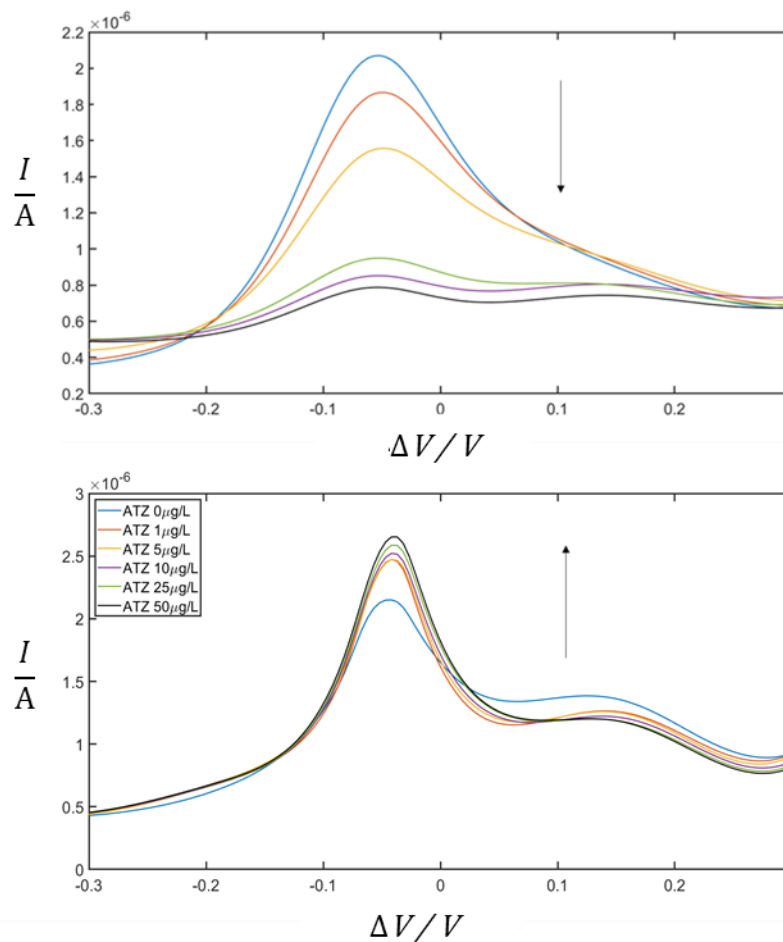 ×10⁻⁶
2.2
2
1.8
1.6
1.4
1.2
1
0.8
0.6
0.4
0.2
I
A
-0.3 -0.2 -0.1 0 0.1 0.2
ΔV/V
×10⁻⁶
3
2.5
2
1.5
1
0.5
0
ATZ 0μg/L
ATZ 1μg/L
ATZ 5μg/L
ATZ 10μg/L
ATZ 25μg/L
ATZ 50μg/L
I
A
-0.3 -0.2 -0.1 0 0.1 0.2
ΔV/V